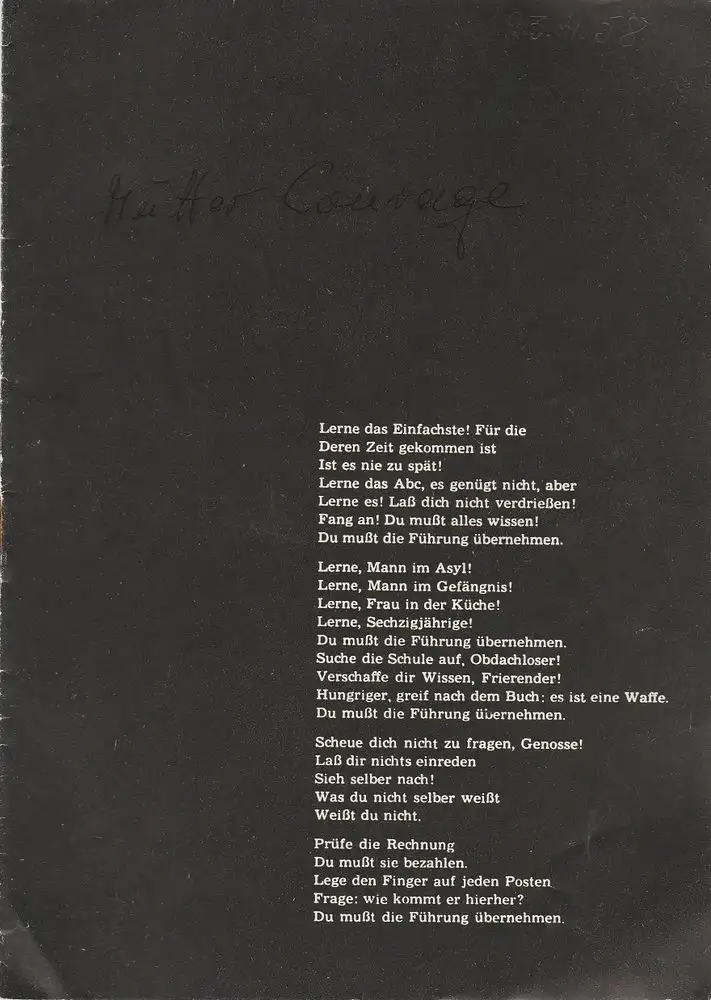 23.4.58
Mutter Courage
Lerne das Einfachste! Für die
Deren Zeit gekommen ist
Ist es nie zu spät!
Lerne das Abc, es genügt nicht, aber
Lerne es! Laß dich nicht verdrießen!
Fang an! Du mußt alles wissen!
Du mußt die Führung übernehmen.
Lerne, Mann im Asyl!
Lerne, Mann im Gefängnis!
Lerne, Frau in der Küche!
Lerne, Sechzigjährige!
Du mußt die Führung übernehmen.
Suche die Schule auf, Obdachloser!
Verschaffe dir Wissen, Frierender!
Hungriger, greif nach dem Buch: es ist eine Waffe.
Du mußt die Führung übernehmen.
Scheue dich nicht zu fragen, Genosse!
Laß dir nichts einreden
Sieh selber nach!
Was du nicht selber weißt
Weißt du nicht.
Prüfe die Rechnung
Du mußt sie bezahlen.
Lege den Finger auf jeden Posten
Frage: wie kommt er hierher?
Du mußt die Führung übernehmen.